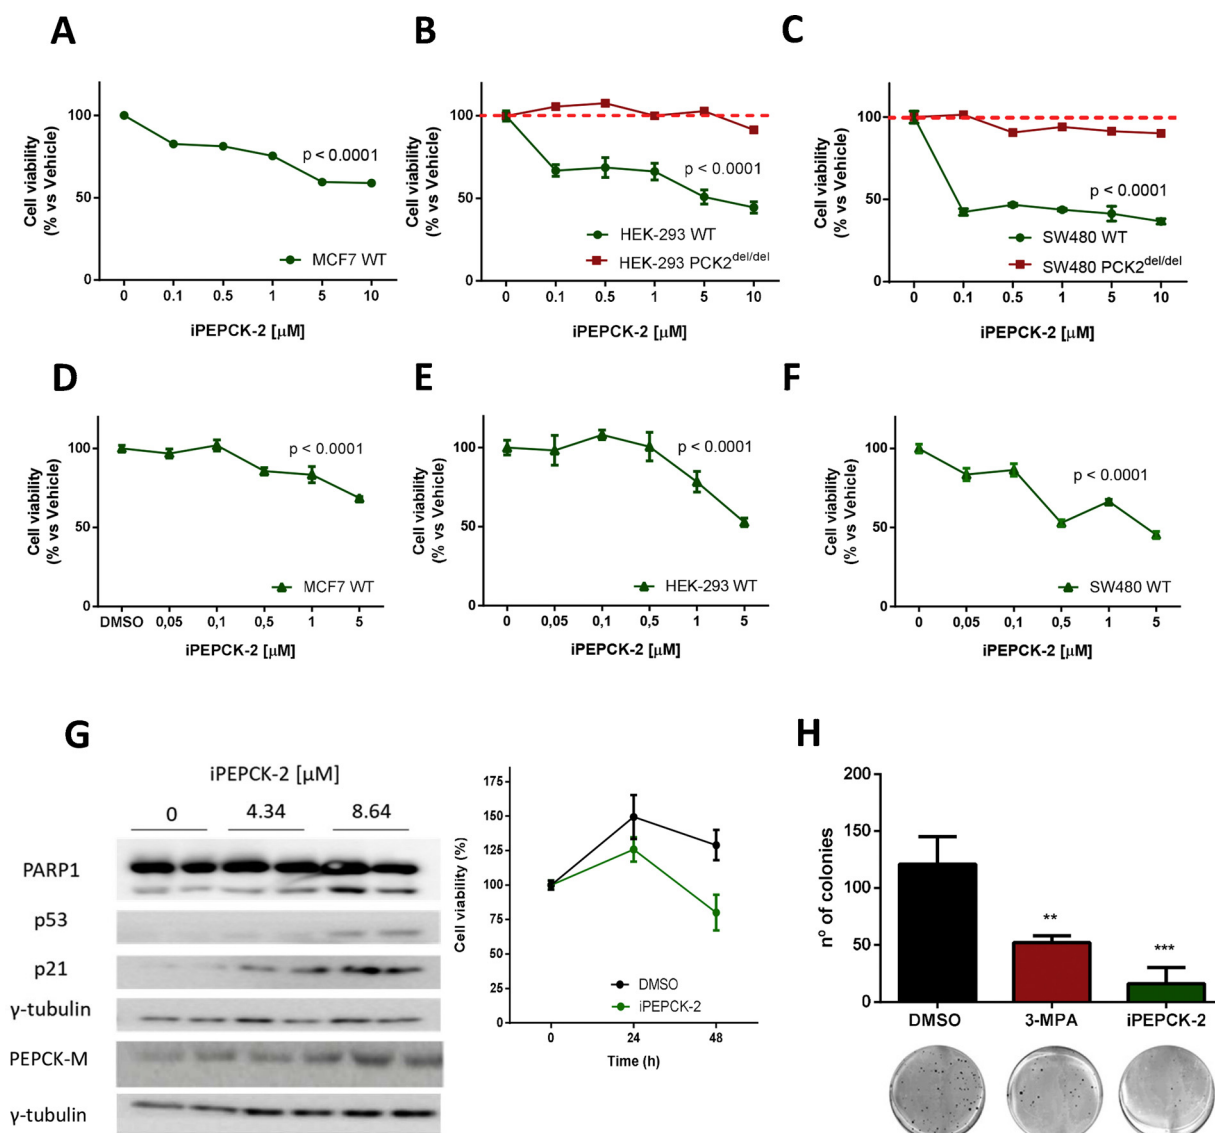 A
Cell viability
(% vs Vehicle)
100
50
0
p < 0.0001
MCF7 WT
0 0.1 0.5 1 5 10
iPEPCK-2 [μM]
B
Cell viability
(% vs Vehicle)
100
50
0
p < 0.0001
HEK-293 WT
HEK-293 PCK2del/del
0 0.1 0.5 1 5 10
iPEPCK-2 [μM]
C
Cell viability
(% vs Vehicle)
100
50
0
p < 0.0001
SW480 WT
SW480 PCK2del/del
0 0.1 0.5 1 5 10
iPEPCK-2 [μM]
D
Cell viability
(% vs Vehicle)
100
50
0
p < 0.0001
MCF7 WT
DMSO 0,05 0,1 0,5 1 5
iPEPCK-2 [μM]
E
Cell viability
(% vs Vehicle)
100
50
0
p < 0.0001
HEK-293 WT
0 0,05 0,1 0,5 1 5
iPEPCK-2 [μM]
F
Cell viability
(% vs Vehicle)
100
50
0
p < 0.0001
SW480 WT
0 0,05 0,1 0,5 1 5
iPEPCK-2 [μM]
G
iPEPCK-2 [μM]
0 4.34 8.64
PARP1
p53
p21
γ-tubulin
PEPCK-M
γ-tubulin
Cell viability (%)
175
150
125
100
75
50
25
0
DMSO
iPEPCK-2
0 24 48
Time (h)
H
nº of colonies
200
150
100
50
0
**
***
DMSO 3-MPA iPEPCK-2